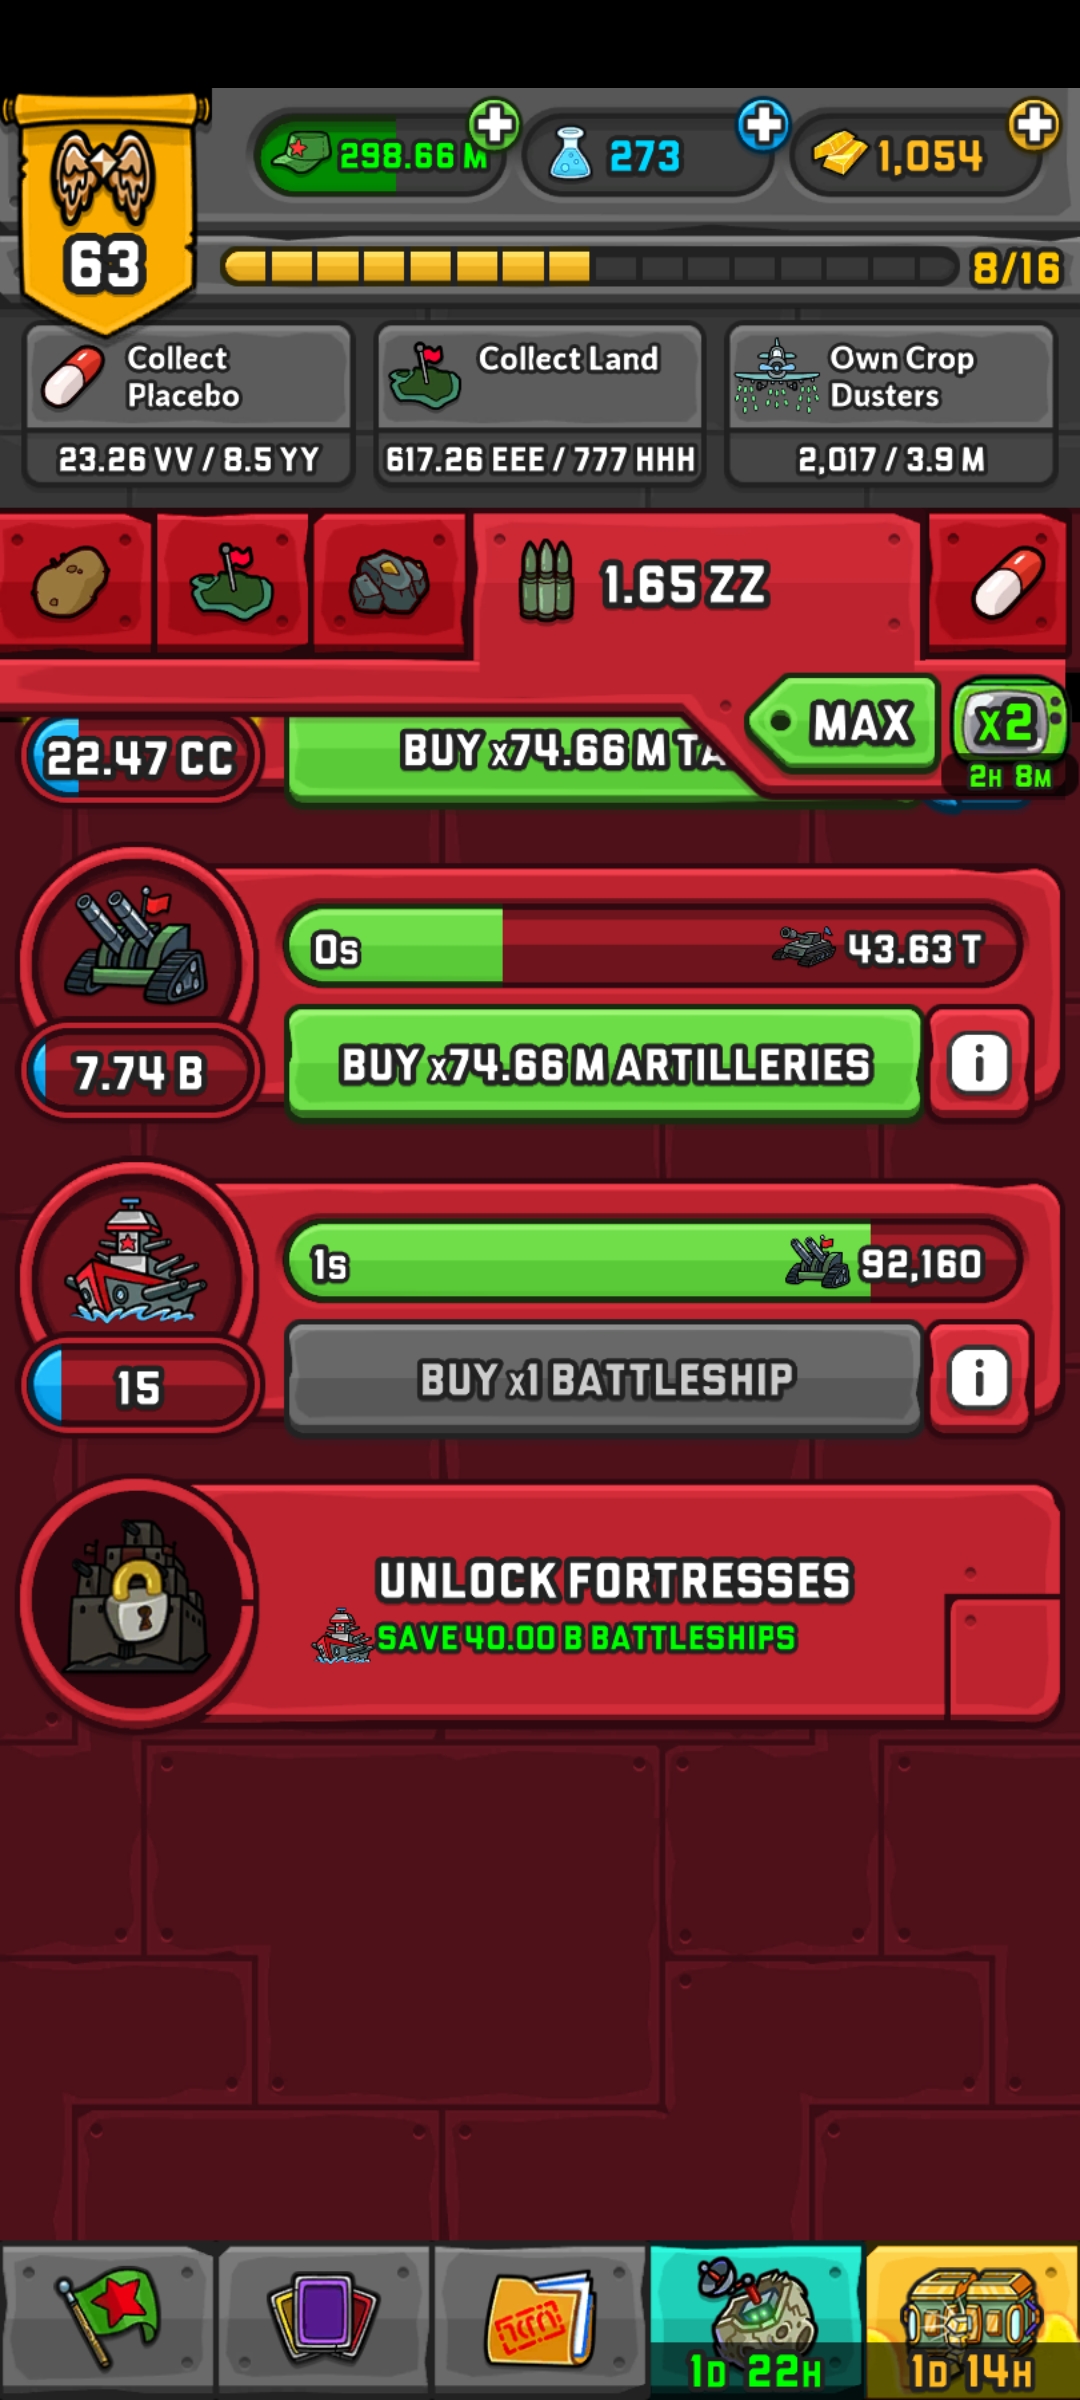 298.66 M
273
1,054
63
8/16
Collect
Placebo
23.26 VV / 8.5 YY
Collect Land
617.26 EEE / 777 HHH
Own Crop
Dusters
2,017 / 3.9 M
1.65 ZZ
MAX
x2
2H 8M
22.47 CC
BUY x74.66 M TA
0s
43.63 T
7.74 B
BUY x74.66 M ARTILLERIES
i
1s
92,160
15
BUY x1 BATTLESHIP
i
UNLOCK FORTRESSES
SAVE 40.00 B BATTLESHIPS
1D 22H
1D 14H